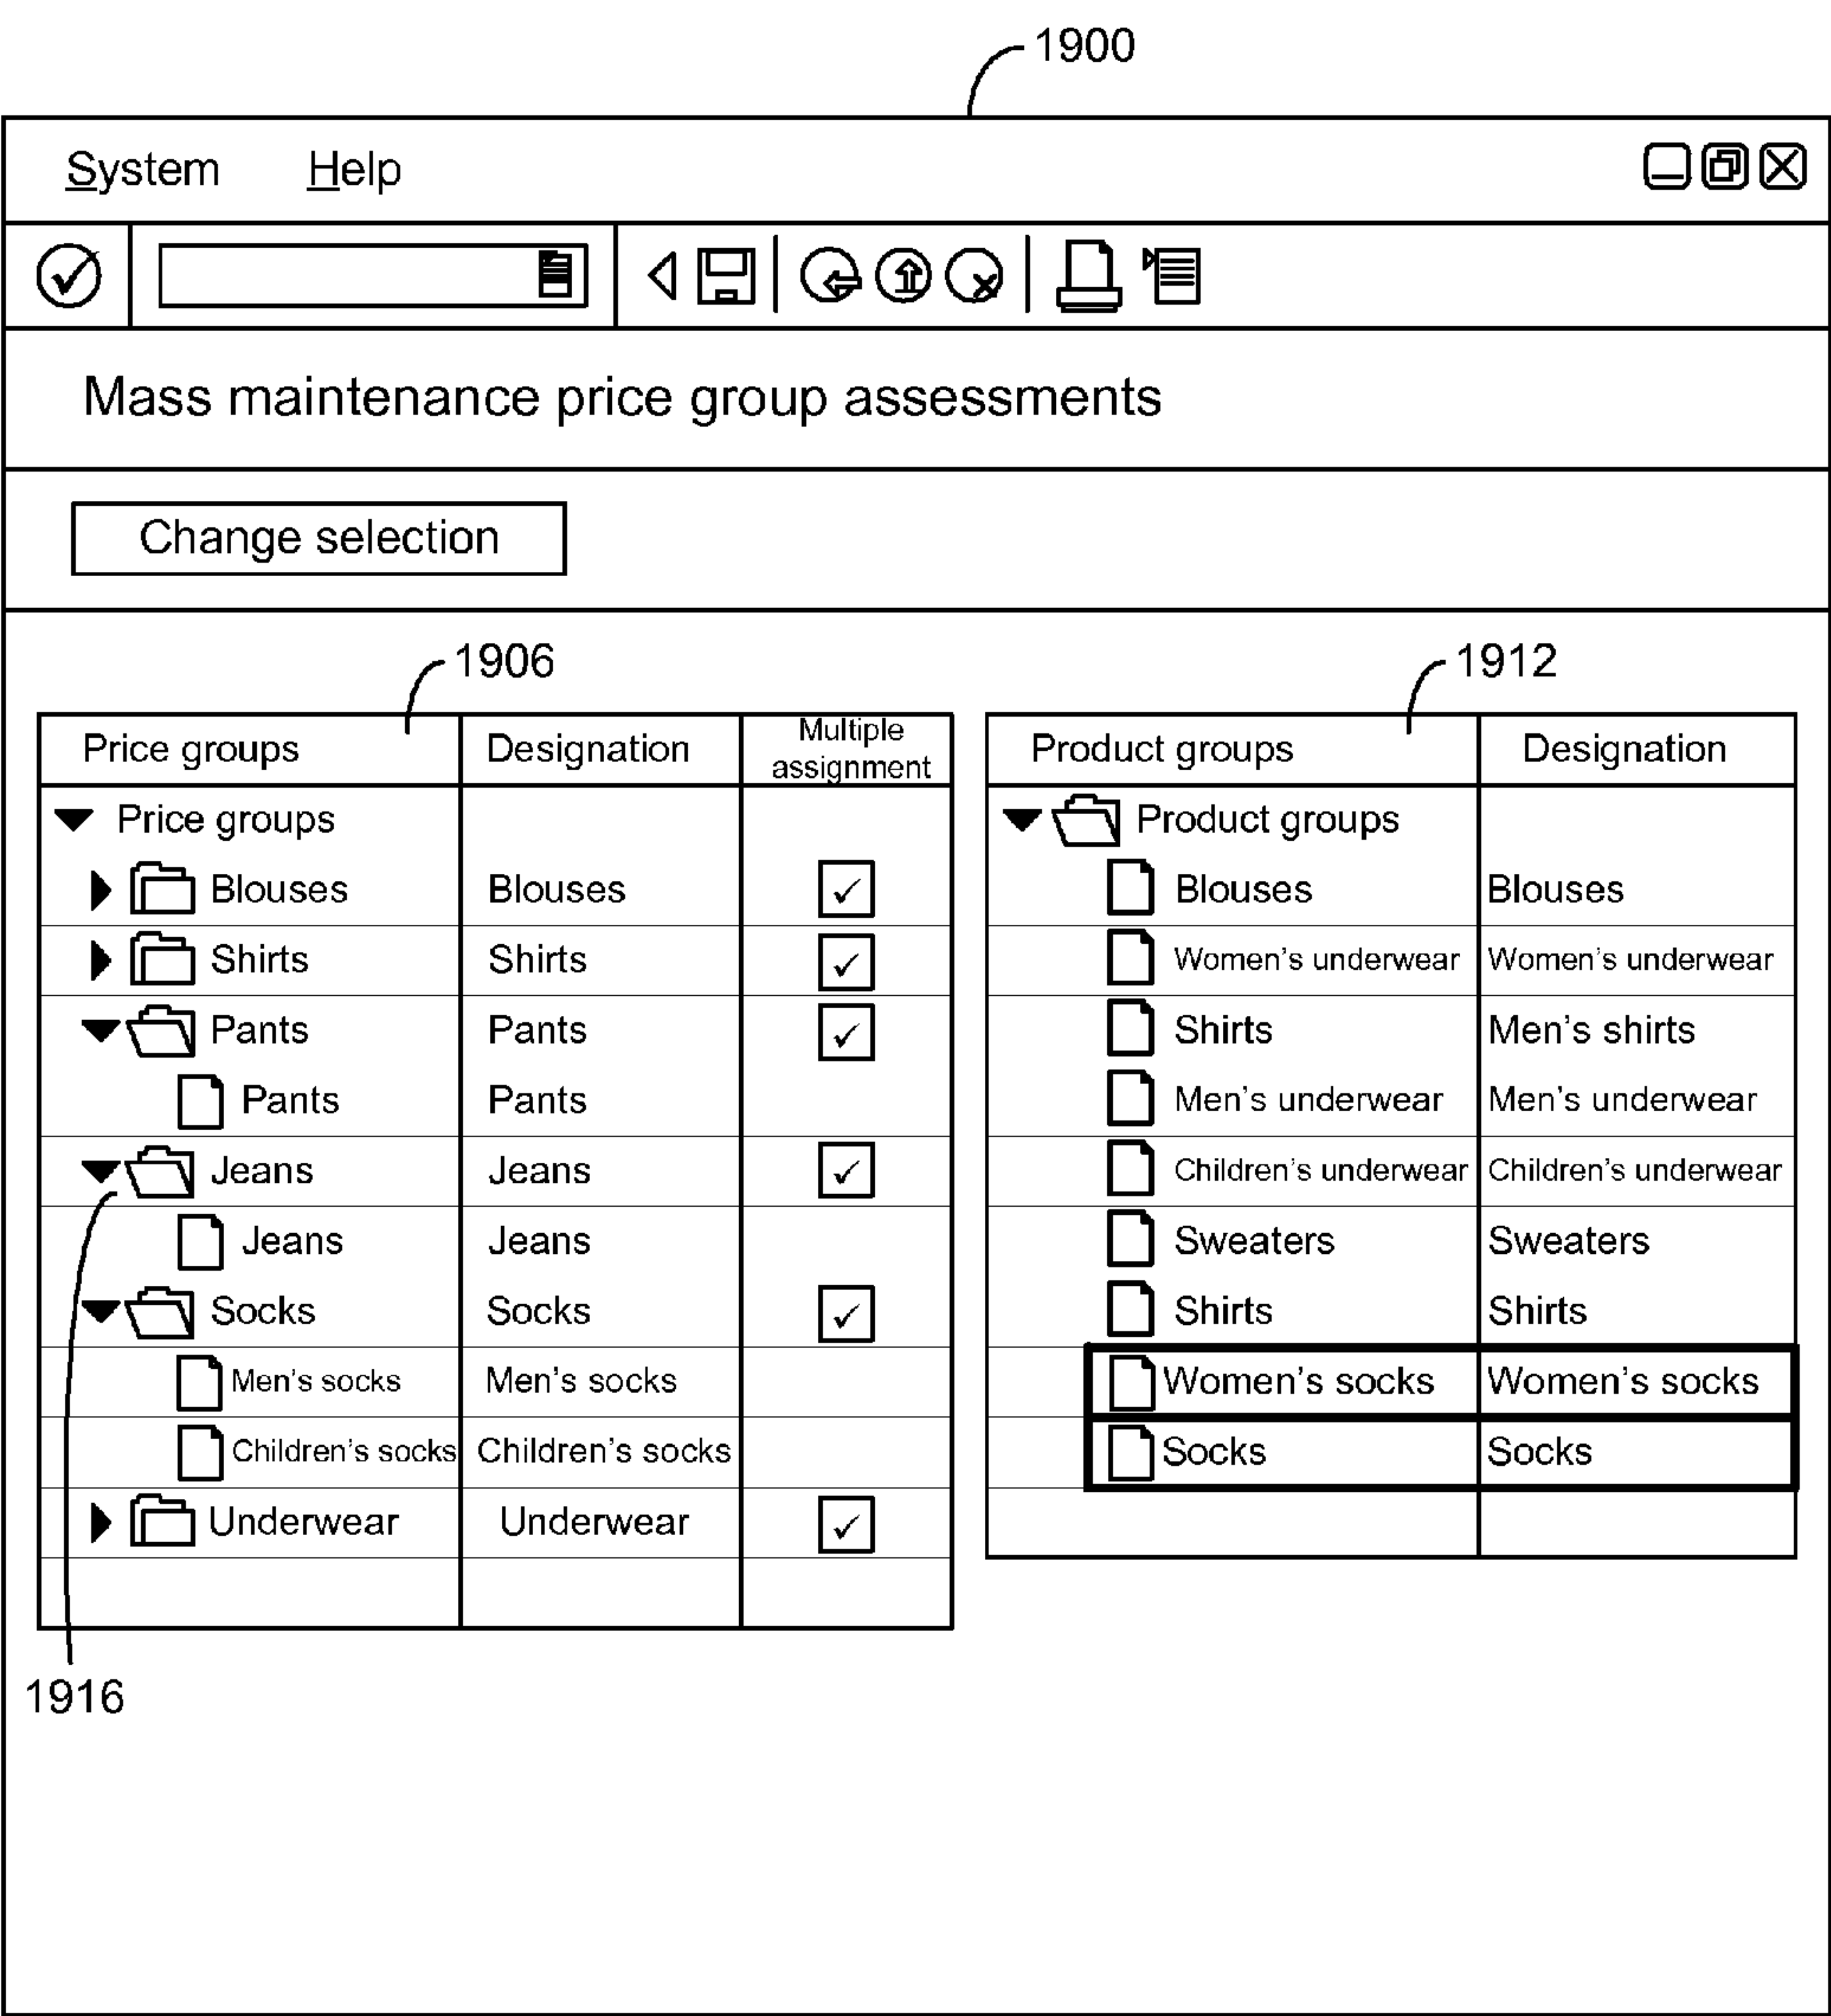 1900
System Help
Mass maintenance price group assessments
Change selection
1906
1912
Price groups Designation Multiple assignment Product groups Designation
Price groups Product groups
Blouses Blouses Blouses Blouses
Shirts Shirts Women's underwear Women's underwear
Pants Pants Shirts Men's shirts
Pants Pants Men's underwear Men's underwear
Jeans Jeans Children's underwear Children's underwear
Jeans Jeans Sweaters Sweaters
Socks Socks Shirts Shirts
Men's socks Men's socks Women's socks Women's socks
Children's socks Children's socks Socks Socks
Underwear Underwear
1916